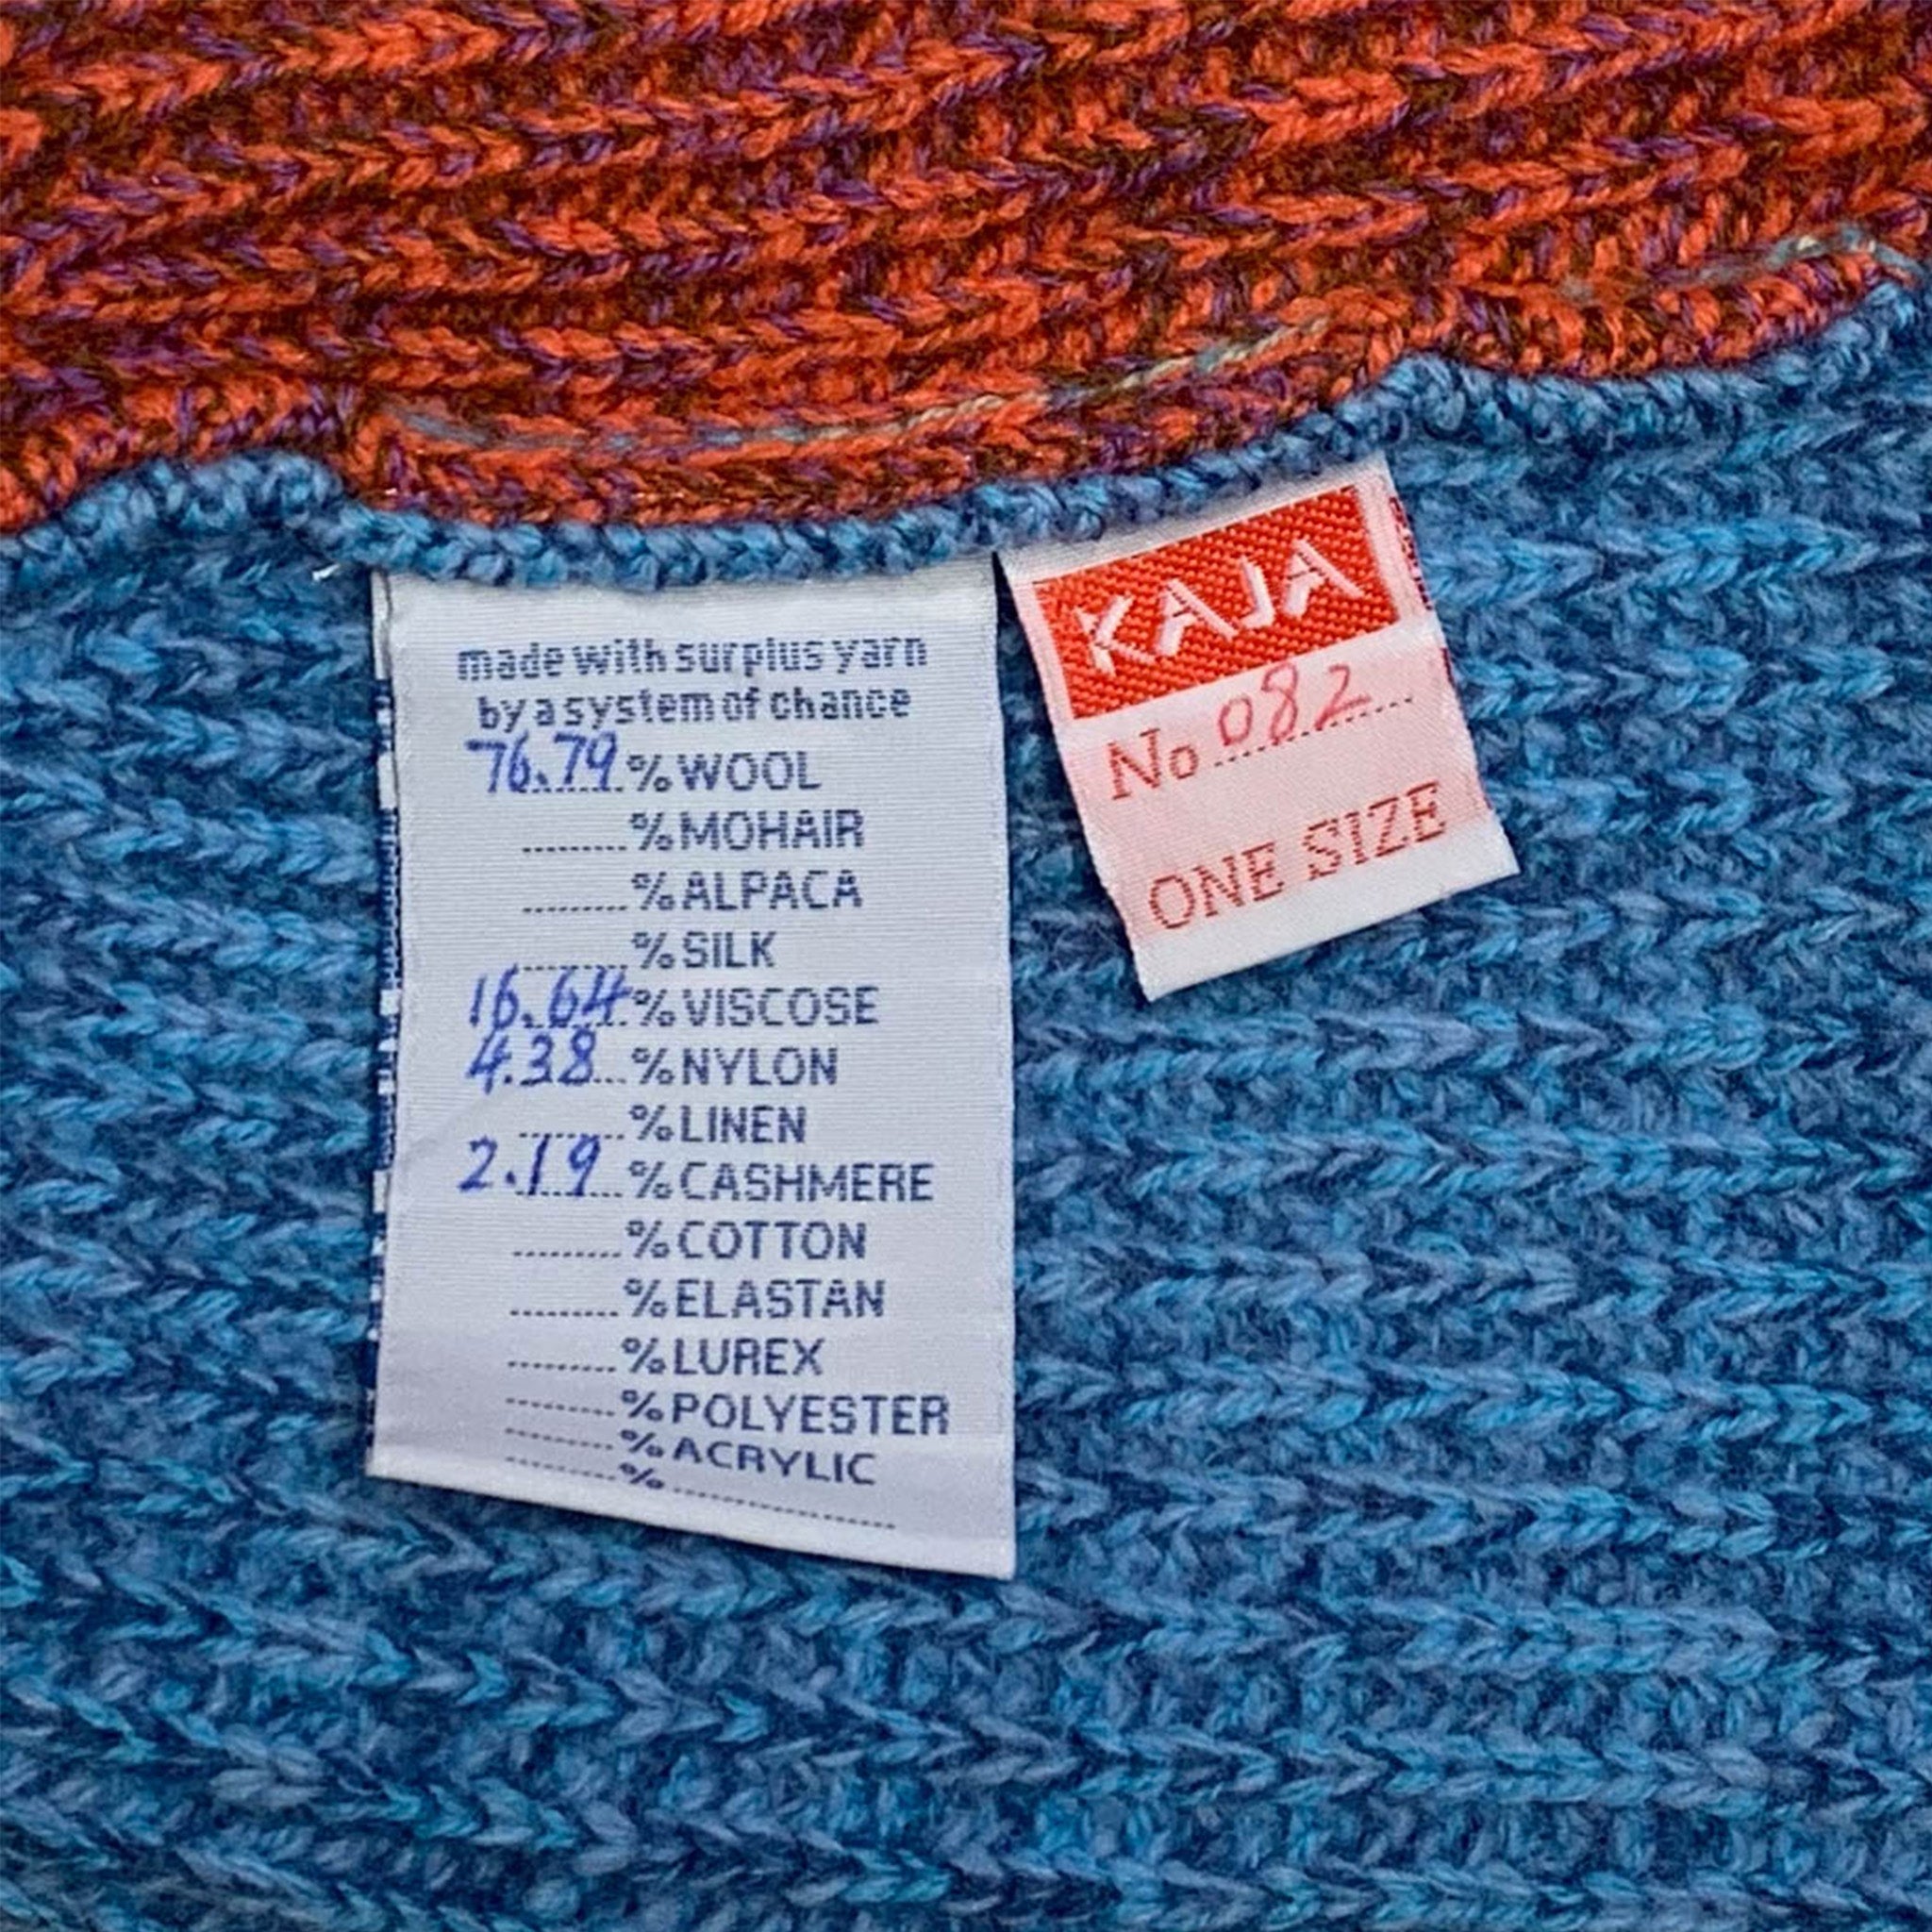 made with surplus yarn
by a system of chance
76.79 % WOOL
......... % MOHAIR
......... % ALPACA
......... % SILK
16.64 % VISCOSE
4.38 % NYLON
......... % LINEN
2.19 % CASHMERE
......... % COTTON
......... % ELASTAN
......... % LUREX
......... % POLYESTER
......... % ACRYLIC
......... % ....................
KAJA
No 082
ONE SIZE